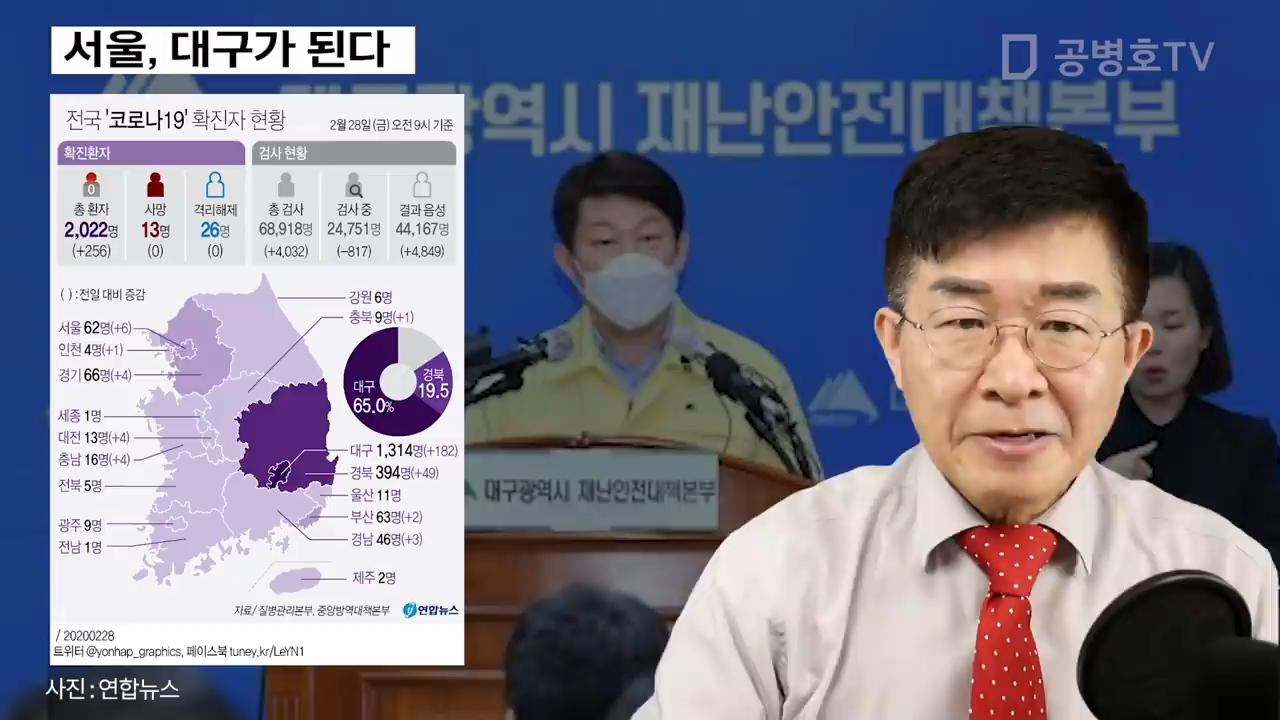 서울, 대구가 된다
공병호TV
광역시 재난안전대책본부
전국 '코로나19' 확진자 현황
2월 28일(금) 오전 9시 기준
확진환자
검사 현황
총 환자 사망 격리해제 총 검사 검사 중 결과 음성
2,022명 13명 26명 68,918명 24,751명 44,167명
(+256) (0) (0) (+4,032) (−817) (+4,849)
( ) : 전일 대비 증감
강원 6명
충북 9명(+1)
서울 62명(+6)
인천 4명(+1)
경기 66명(+4)
세종 1명
대전 13명(+4)
충남 16명(+4)
전북 5명
광주 9명
전남 1명
대구
65.0%
경북
19.5
대구 1,314명(+182)
경북 394명(+49)
울산 11명
부산 63명(+2)
경남 46명(+3)
제주 2명
자료/ 질병관리본부, 중앙방역대책본부
연합뉴스
/ 20200228
트위터 @yonhap_graphics, 페이스북 tuney.kr/LeYN1
대구광역시 재난안전대책본부
사진 : 연합뉴스